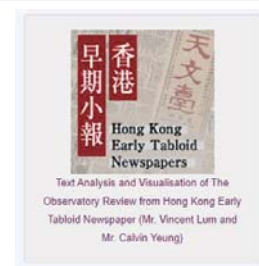 香港
早期小報
天文臺
Hong Kong
Early Tabloid
Newspapers
Text Analysis and Visualisation of The
Observatory Review from Hong Kong Early
Tabloid Newspaper (Mr. Vincent Lum and
Mr. Calvin Yeung)